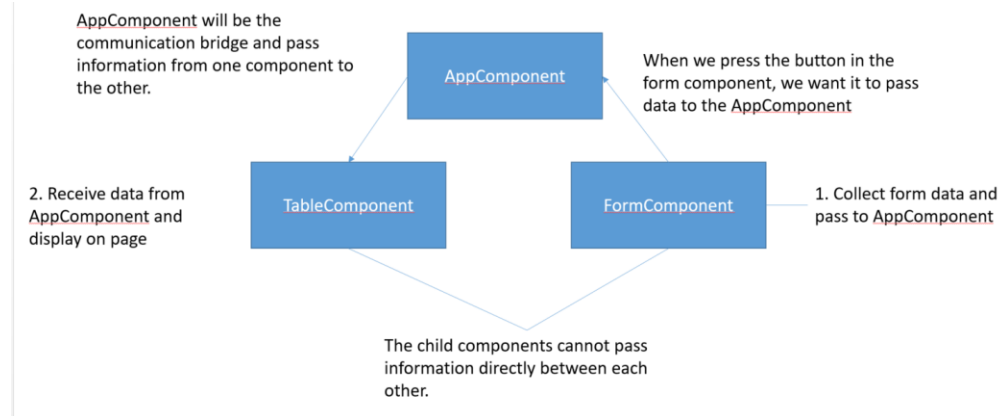 AppComponent will be the
communication bridge and pass
information from one component to
the other.
AppComponent
When we press the button in the
form component, we want it to pass
data to the AppComponent
2. Receive data from
AppComponent and
display on page
TableComponent
FormComponent
1. Collect form data and
pass to AppComponent
The child components cannot pass
information directly between each
other.